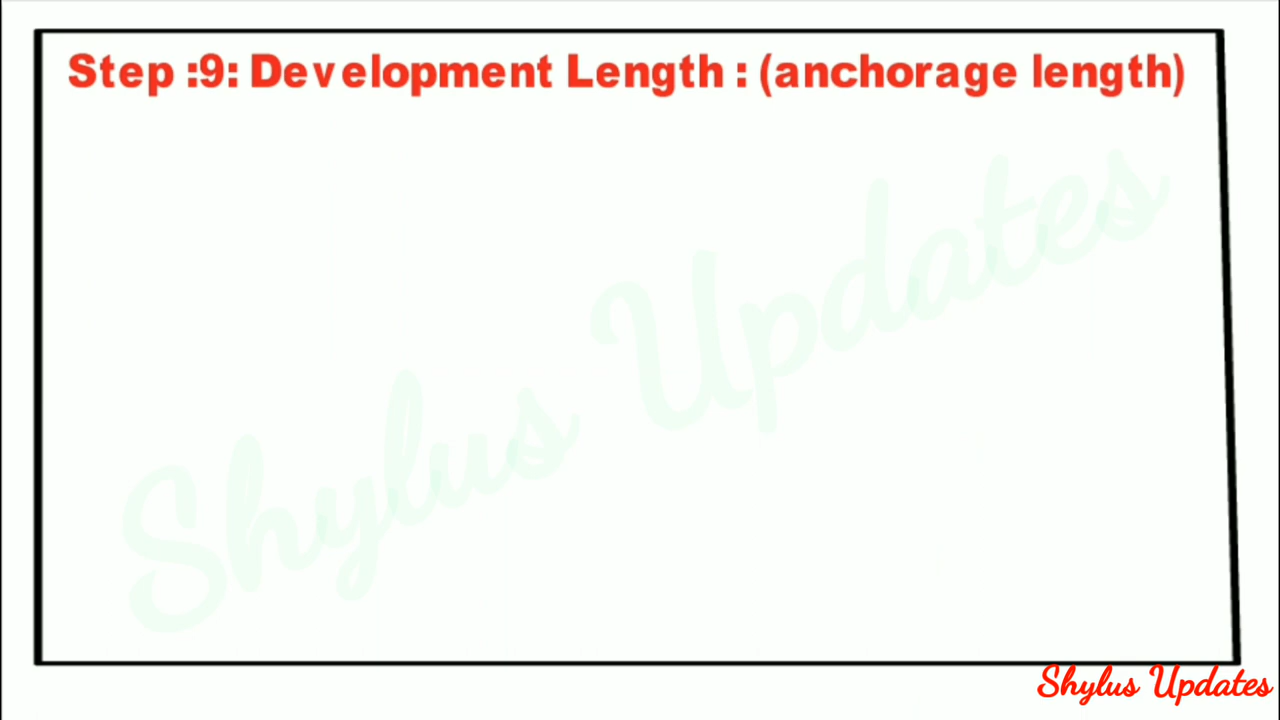 Step :9: Development Length : (anchorage length)
Shylus Updates
Shylus Updates